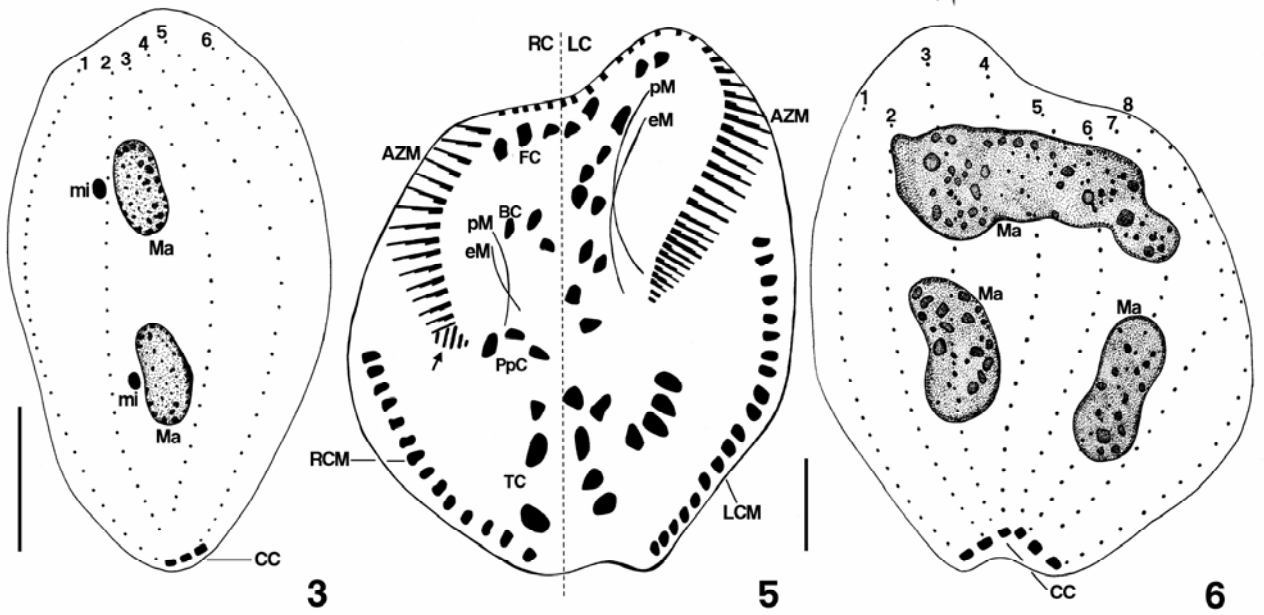 1 2 3 4 5 6
mi
Ma
mi
Ma
CC
3
RC LC
pM
eM
AZM
AZM
FC
BC
pM
eM
PpC
RCM
TC
LCM
5
1 2 3 4 5 6 7 8
Ma
Ma
Ma
CC
6